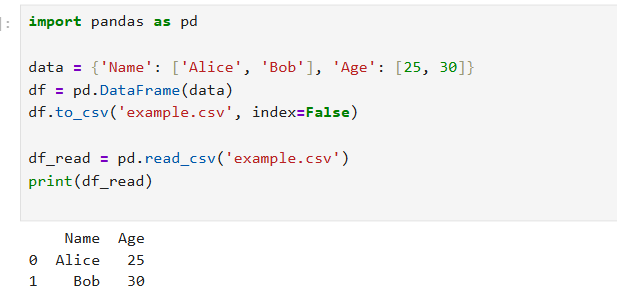 ]:
import pandas as pd
data = {'Name': ['Alice', 'Bob'], 'Age': [25, 30]}
df = pd.DataFrame(data)
df.to_csv('example.csv', index=False)
df_read = pd.read_csv('example.csv')
print(df_read)
Name Age
0 Alice 25
1 Bob 30